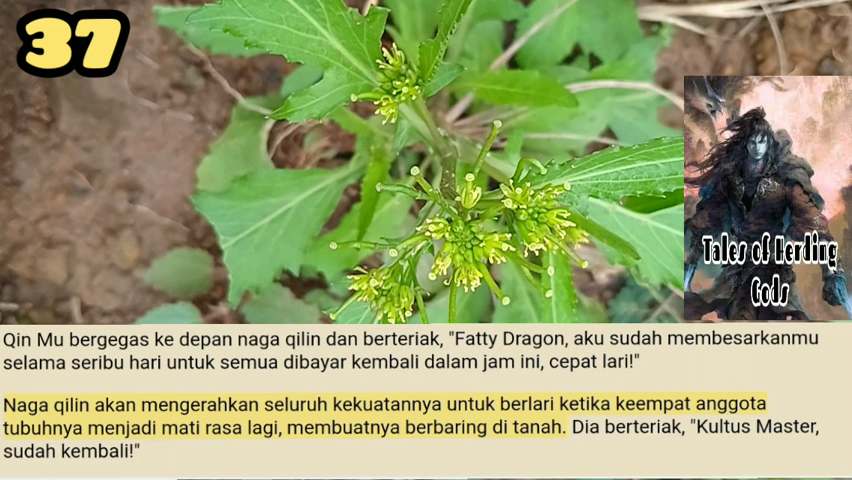 37
Tales of Herding
Gods
Qin Mu bergegas ke depan naga qilin dan berteriak, "Fatty Dragon, aku sudah membesarkanmu
selama seribu hari untuk semua dibayar kembali dalam jam ini, cepat lari!"
Naga qilin akan mengerahkan seluruh kekuatannya untuk berlari ketika keempat anggota
tubuhnya menjadi mati rasa lagi, membuatnya berbaring di tanah. Dia berteriak, "Kultus Master,
sudah kembali!"